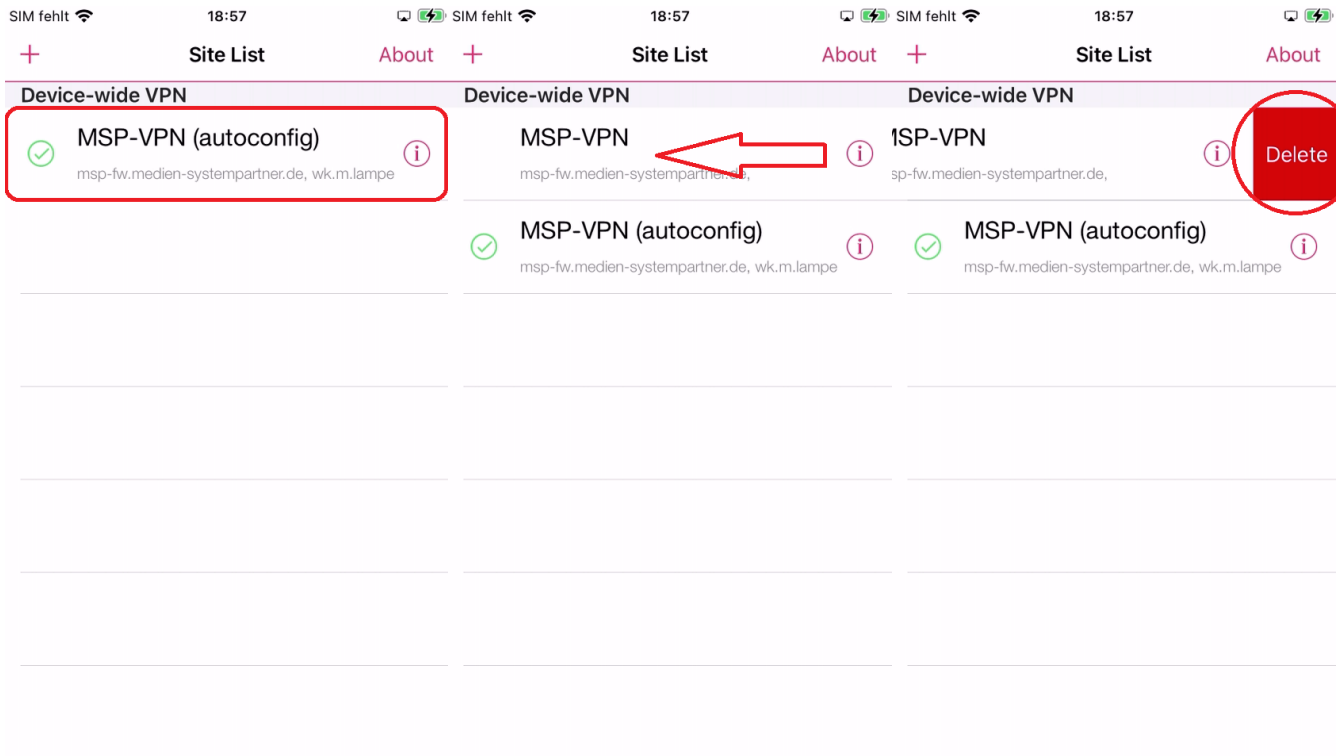 SIM fehlt 18:57
+ Site List About
Device-wide VPN
MSP-VPN (autoconfig)
msp-fw.medien-systempartner.de, wk.m.lampe
SIM fehlt 18:57
+ Site List About
Device-wide VPN
MSP-VPN
msp-fw.medien-systempartner.de,
MSP-VPN (autoconfig)
msp-fw.medien-systempartner.de, wk.m.lampe
SIM fehlt 18:57
+ Site List About
Device-wide VPN
MSP-VPN
sp-fw.medien-systempartner.de,
Delete
MSP-VPN (autoconfig)
msp-fw.medien-systempartner.de, wk.m.lampe